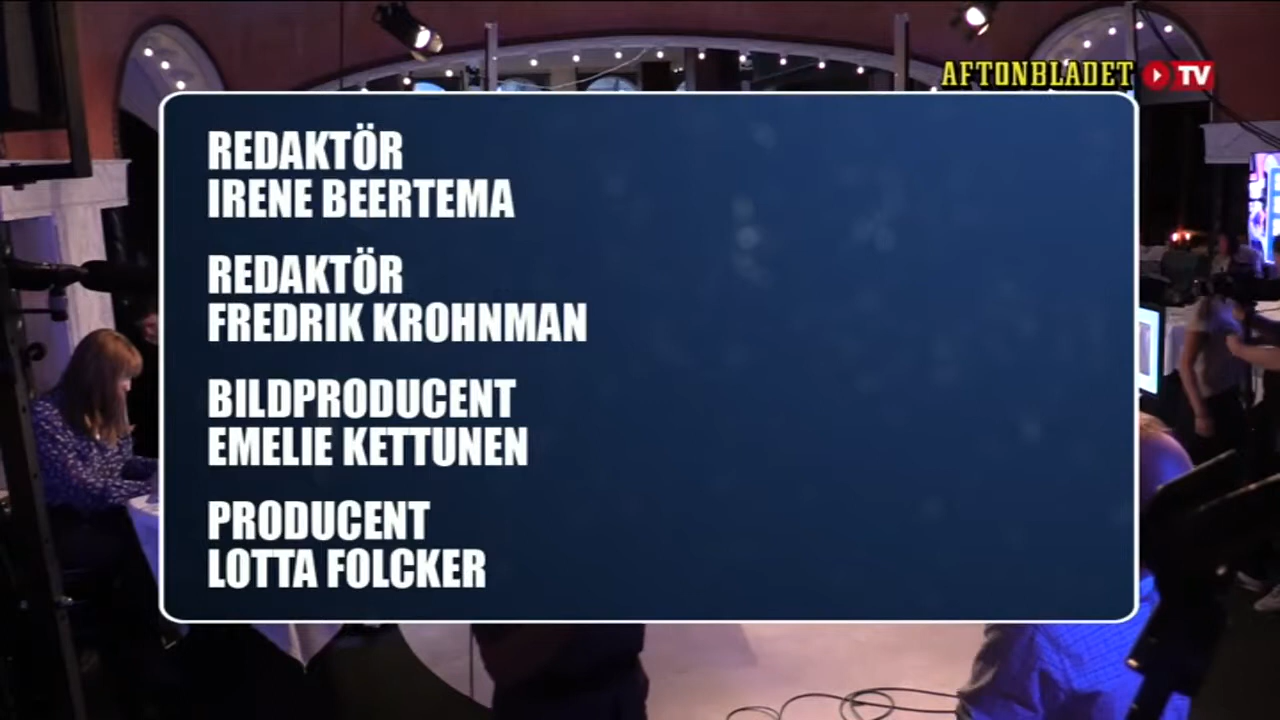 AFTONBLADET TV
REDAKTÖR
IRENE BEERTEMA
REDAKTÖR
FREDRIK KROHNMAN
BILDPRODUCENT
EMELIE KETTUNEN
PRODUCENT
LOTTA FOLCKER